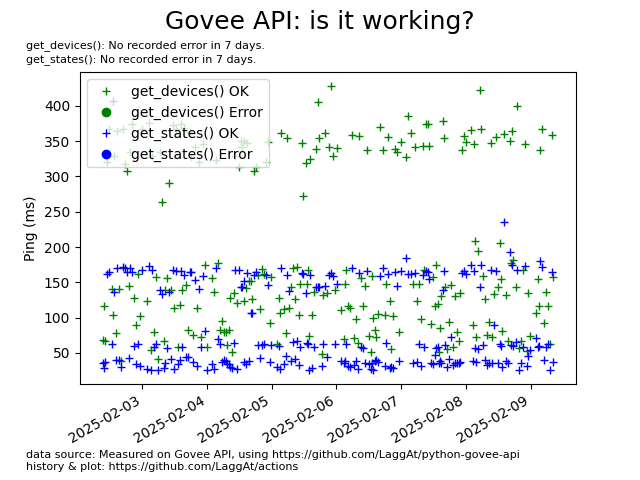 Govee API: is it working?
get_devices(): No recorded error in 7 days.
get_states(): No recorded error in 7 days.
get_devices() OK
get_devices() Error
get_states() OK
get_states() Error
Ping (ms)
400
350
300
250
200
150
100
50
2025-02-03
2025-02-04
2025-02-05
2025-02-06
2025-02-07
2025-02-08
2025-02-09
data source: Measured on Govee API, using https://github.com/LaggAt/python-govee-api
history & plot: https://github.com/LaggAt/actions